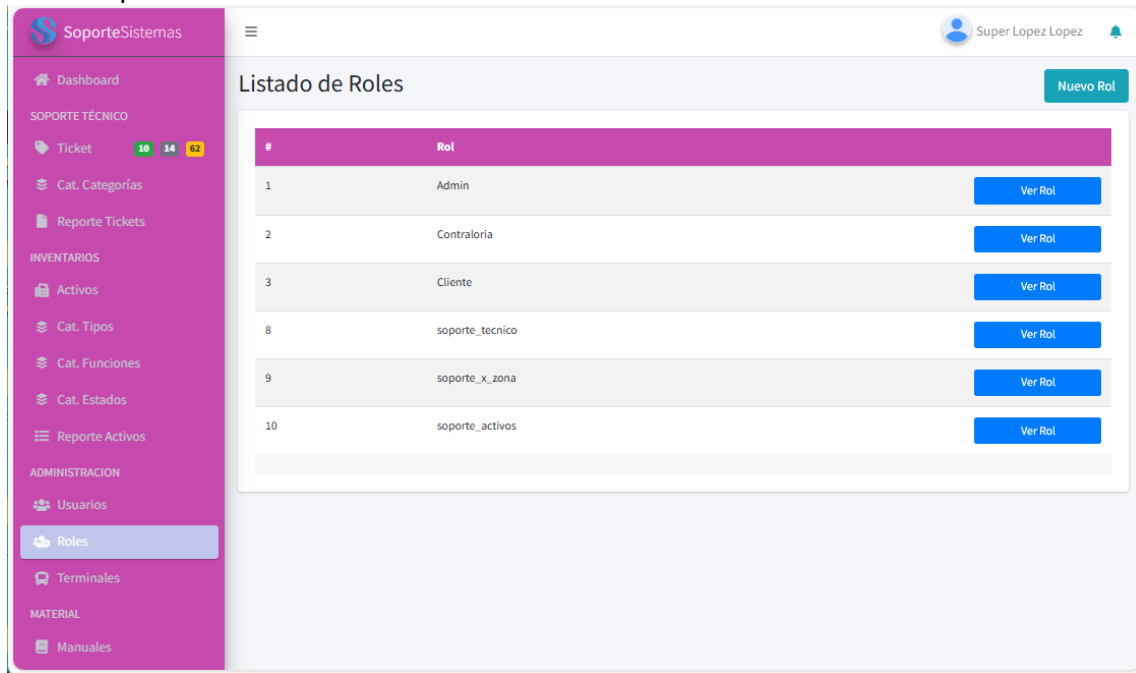 SoporteSistemas
Super Lopez Lopez
Dashboard
SOPORTE TÉCNICO
Ticket 10 14 62
Cat. Categorías
Reporte Tickets
INVENTARIOS
Activos
Cat. Tipos
Cat. Funciones
Cat. Estados
Reporte Activos
ADMINISTRACION
Usuarios
Roles
Terminales
MATERIAL
Manuales
Listado de Roles
Nuevo Rol
# Rol
1 Admin Ver Rol
2 Contraloria Ver Rol
3 Cliente Ver Rol
8 soporte_tecnico Ver Rol
9 soporte_x_zona Ver Rol
10 soporte_activos Ver Rol